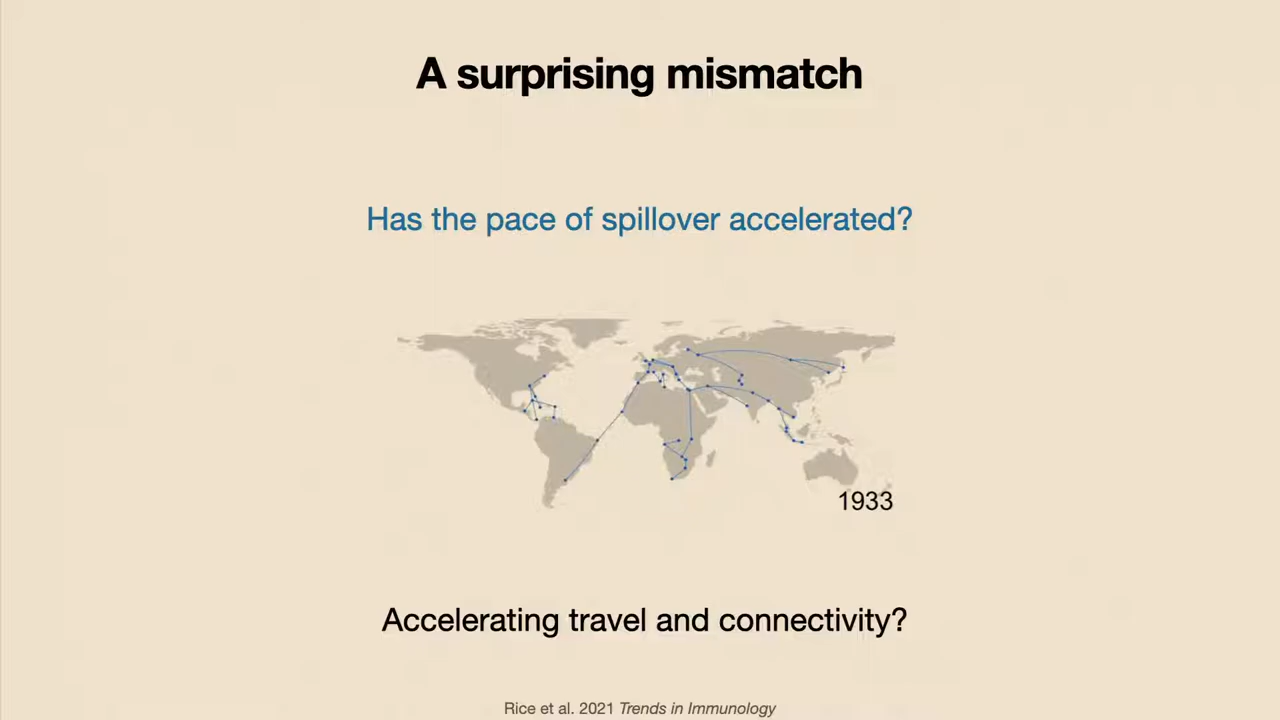 A surprising mismatch
Has the pace of spillover accelerated?
1933
Accelerating travel and connectivity?
Rice et al. 2021 Trends in Immunology